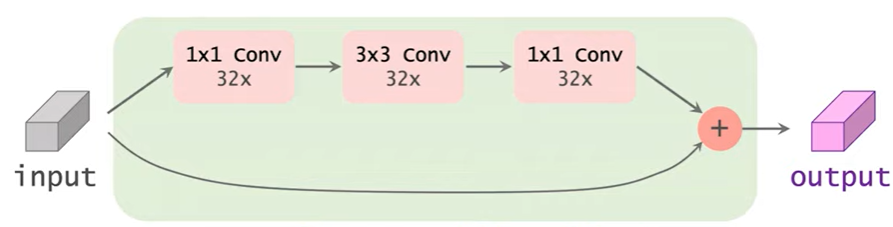 1x1 Conv
32x
3x3 Conv
32x
1x1 Conv
32x
+
input
output